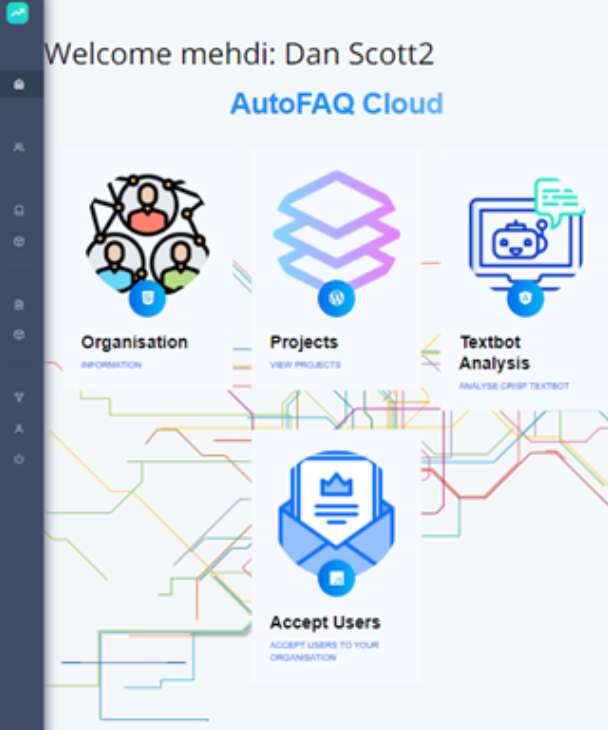 Welcome mehdi: Dan Scott2
AutoFAQ Cloud
Organisation
INFORMATION
Projects
VIEW PROJECTS
Textbot
Analysis
ANALYSE CRISP TEXTBOT
Accept Users
ACCEPT USERS TO YOUR
ORGANISATION